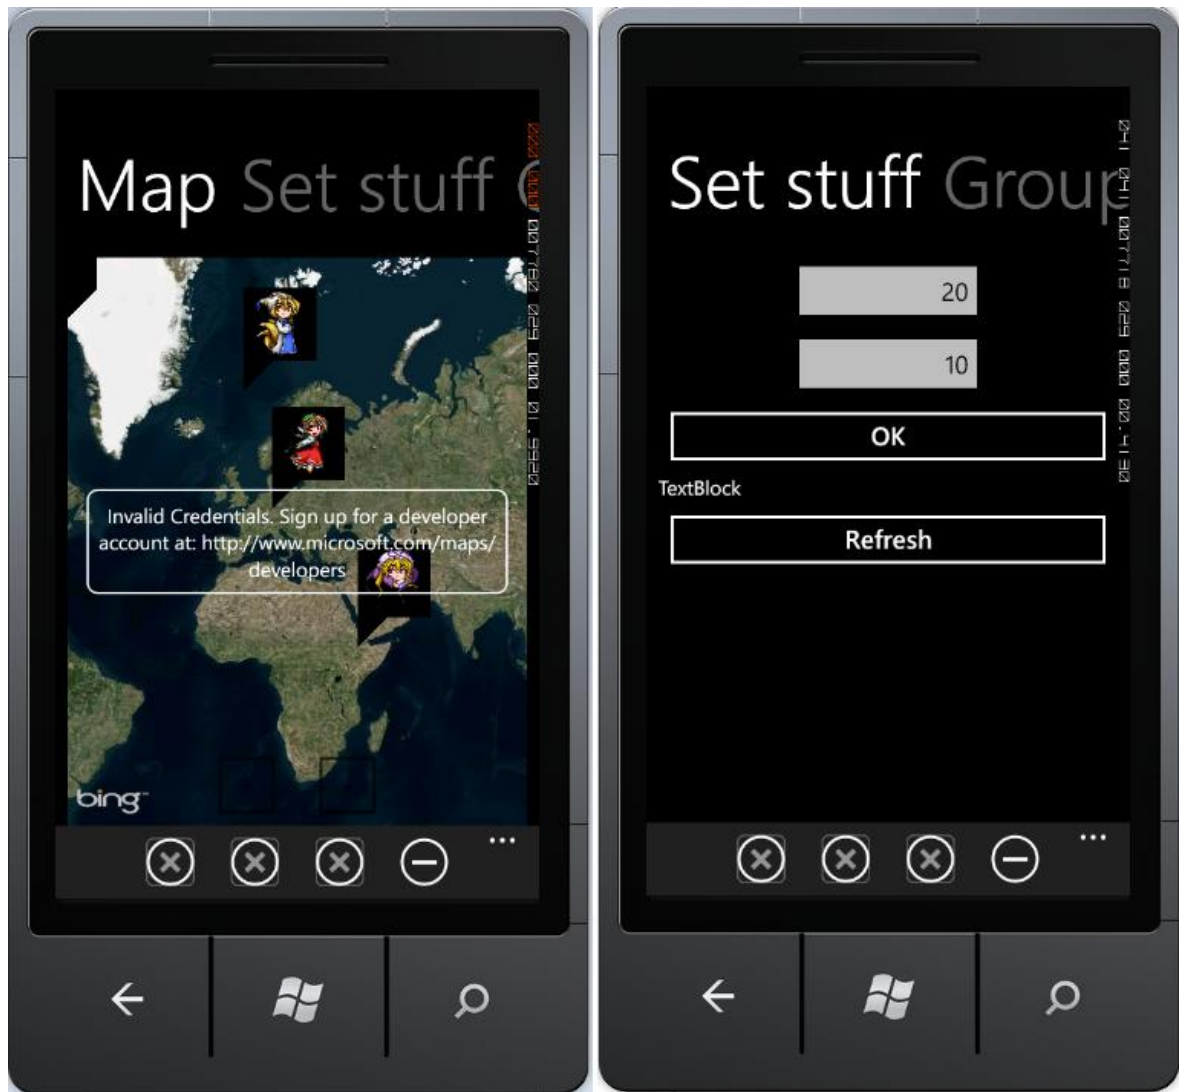 Map Set stuff
Invalid Credentials. Sign up for a developer
account at: http://www.microsoft.com/maps/
developers
bing™
...
Set stuff Group
20
10
OK
TextBlock
Refresh
...